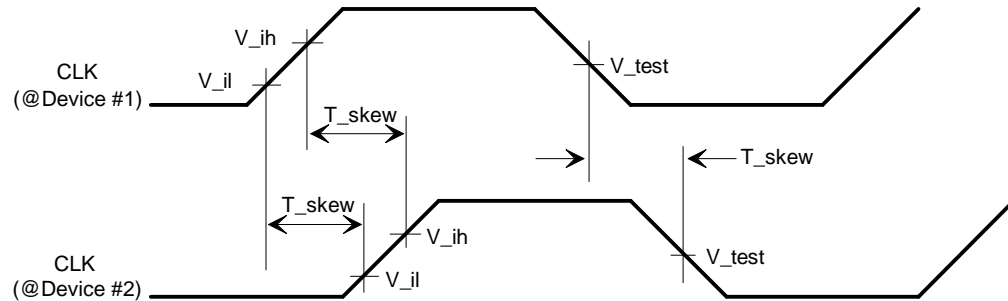 V_ih
V_il
V_test
CLK
(@Device #1)
T_skew
T_skew
T_skew
V_ih
V_test
V_il
CLK
(@Device #2)